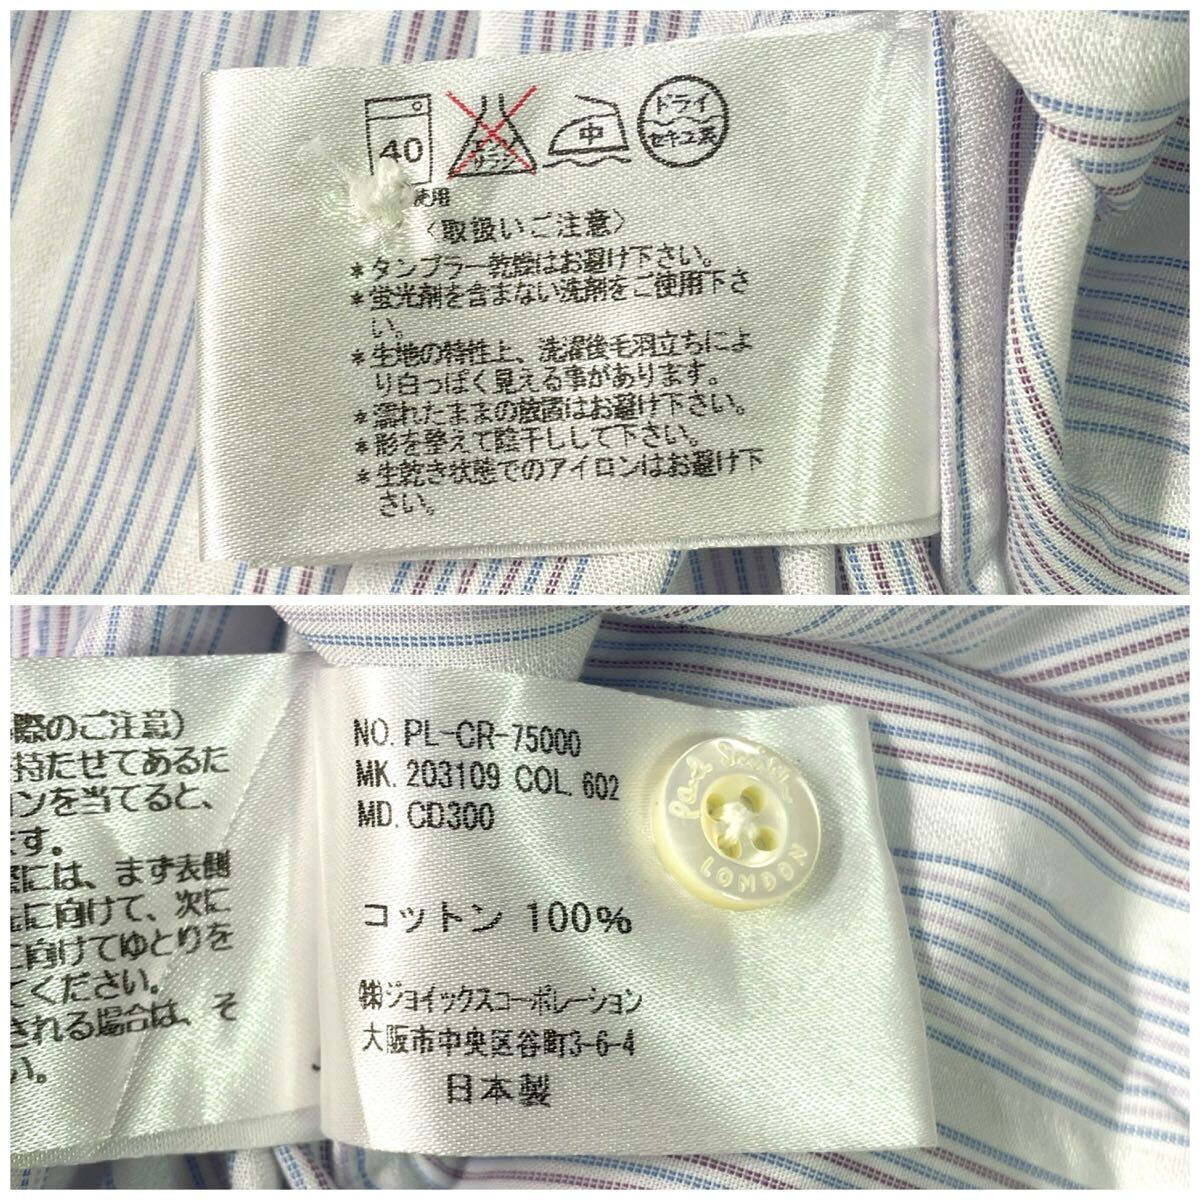 40
エンソ
サラシ
中
ドライ
セキユ系
使用
〈取扱いご注意〉
*タンブラー乾燥はお避け下さい。
*蛍光剤を含まない洗剤をご使用下さ
い。
*生地の特性上、洗濯後毛羽立ちによ
り白っぽく見える事があります。
*濡れたままの放置はお避け下さい。
*形を整えて陰干しして下さい。
*生乾き状態でのアイロンはお避け下
さい。
際のご注意)
持たせてあるた
ンを当てると、
す。
には、まず表側
に向けて、次に
向けてゆとりを
てください。
される場合は、そ
い。
NO. PL-CR-75000
MK. 203109 COL. 602
MD. CD300
コットン 100%
㈱ジョイックスコーポレーション
大阪市中央区谷町3-6-4
日本製
Paul Smith
LONDON